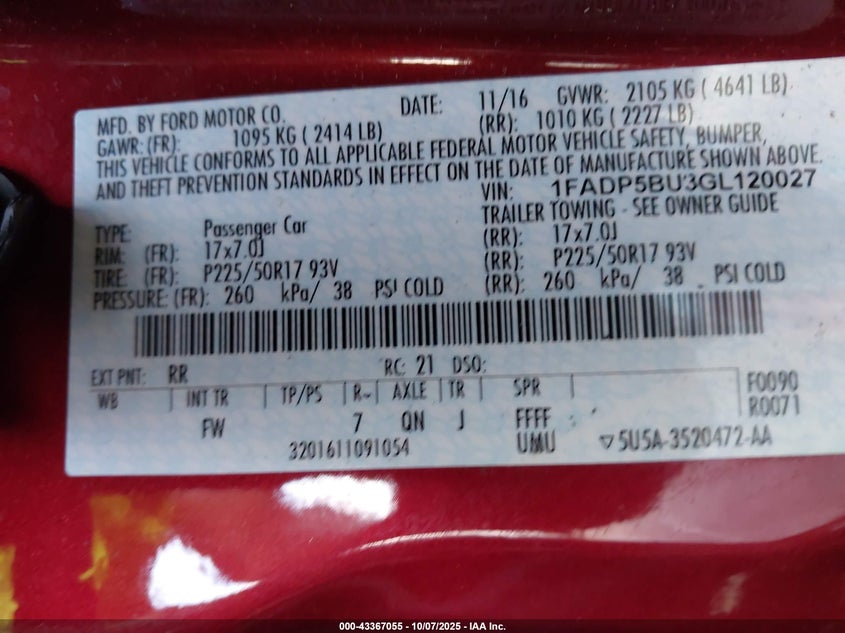 MFD. BY FORD MOTOR CO.
DATE: 11/16 GVWR: 2105 KG ( 4641 LB)
GAWR: (FR): 1095 KG ( 2414 LB) (RR): 1010 KG ( 2227 LB)
THIS VEHICLE CONFORMS TO ALL APPLICABLE FEDERAL MOTOR VEHICLE SAFETY, BUMPER,
AND THEFT PREVENTION STANDARDS IN EFFECT ON THE DATE OF MANUFACTURE SHOWN ABOVE.
VIN: 1FADP5BU3GL120027
TYPE: Passenger Car TRAILER TOWING - SEE OWNER GUIDE
RIM: (FR): 17x7.0J (RR): 17x7.0J
TIRE: (FR): P225/50R17 93V (RR): P225/50R17 93V
PRESSURE: (FR): 260 kPa/ 38 PSI COLD (RR): 260 kPa/ 38 PSI COLD
EXT PNT: RR RC: 21 DSO:
WB INT TR TP/PS R- AXLE TR SPR F0090
FW 7 QN J FFFF R0071
3201611091054 UMU ▽5U5A-3520472-AA
000-43367055 - 10/07/2025 - IAA Inc.